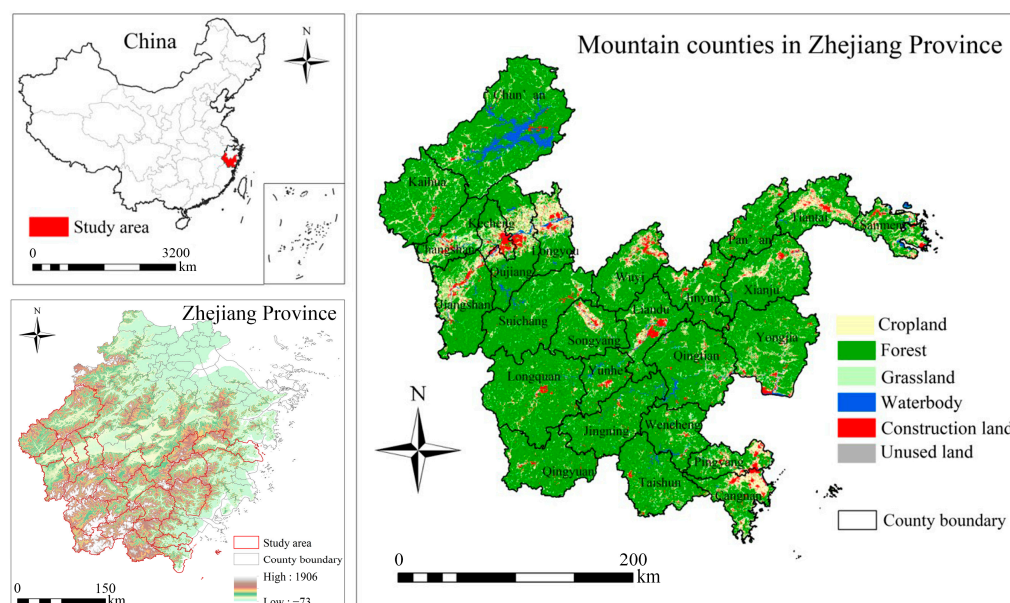 China
N
Study area
0 3200
km
Zhejiang Province
N
Study area
County boundary
High : 1906
Low : −73
0 150
km
Mountain counties in Zhejiang Province
Chun' an
Kaihua
Kecheng
Changshan
Longyou
Qujiang
Jiangshan
Suichang
Wuyi
Pan' an
Tiantai
Sanmen
Jinyun
Xianju
Liandu
Songyang
Yongjia
Qingtian
Yunhe
Longquan
Wencheng
Jingning
Pingyang
Qingyuan
Taishun
Cangnan
Cropland
Forest
Grassland
Waterbody
Construction land
Unused land
County boundary
N
0 200
km